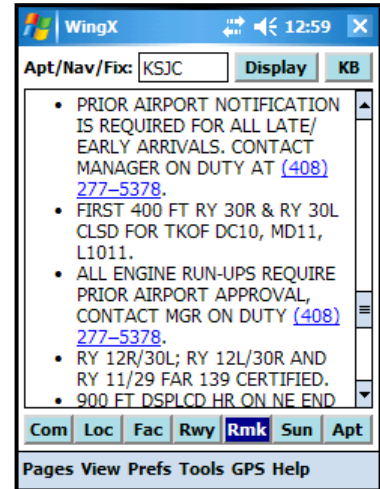 WingX 12:59
Apt/Nav/Fix: KSJC Display KB
• PRIOR AIRPORT NOTIFICATION
IS REQUIRED FOR ALL LATE/
EARLY ARRIVALS. CONTACT
MANAGER ON DUTY AT (408)
277–5378.
• FIRST 400 FT RY 30R & RY 30L
CLSD FOR TKOF DC10, MD11,
L1011.
• ALL ENGINE RUN-UPS REQUIRE
PRIOR AIRPORT APPROVAL,
CONTACT MGR ON DUTY (408)
277–5378.
• RY 12R/30L; RY 12L/30R AND
RY 11/29 FAR 139 CERTIFIED.
• 900 FT DSPLCD HR ON NE END
Com Loc Fac Rwy Rmk Sun Apt
Pages View Prefs Tools GPS Help